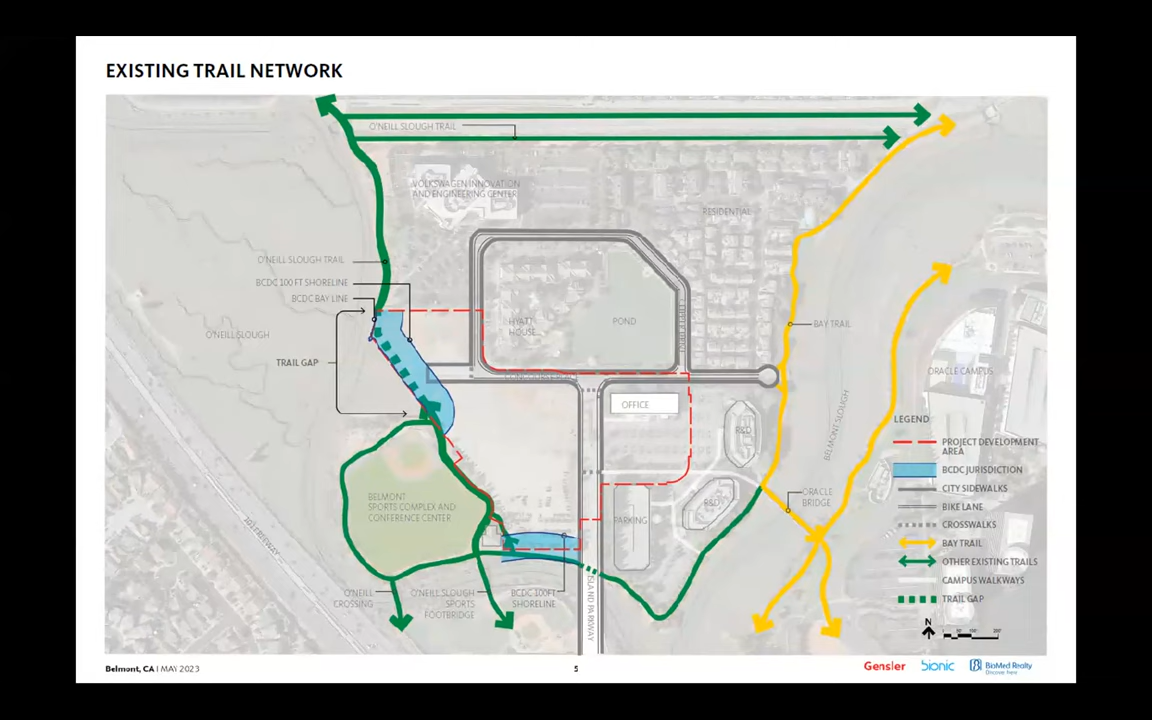 EXISTING TRAIL NETWORK
O'NEILL SLOUGH TRAIL
VOLKSWAGEN INNOVATION
AND ENGINEERING CENTER
RESIDENTIAL
O'NEILL SLOUGH TRAIL
BCDC 100 FT SHORELINE
BCDC BAY LINE
O'NEILL SLOUGH
HYATT
HOUSE
POND
BAY TRAIL
TRAIL GAP
ORACLE CAMPUS
OFFICE
R&D
BELMONT SLOUGH
LEGEND
PROJECT DEVELOPMENT
AREA
BCDC JURISDICTION
CITY SIDEWALKS
BIKE LANE
CROSSWALKS
BAY TRAIL
OTHER EXISTING TRAILS
CAMPUS WALKWAYS
TRAIL GAP
BELMONT
SPORTS COMPLEX AND
CONFERENCE CENTER
R&D
ORACLE
BRIDGE
PARKING
101 FREEWAY
O'NEILL
CROSSING
O'NEILL SLOUGH
SPORTS
FOOTBRIDGE
BCDC 100FT
SHORELINE
ISLAND PARKWAY
N
Belmont, CA | MAY 2023
5
Gensler
bionic
BioMed Realty